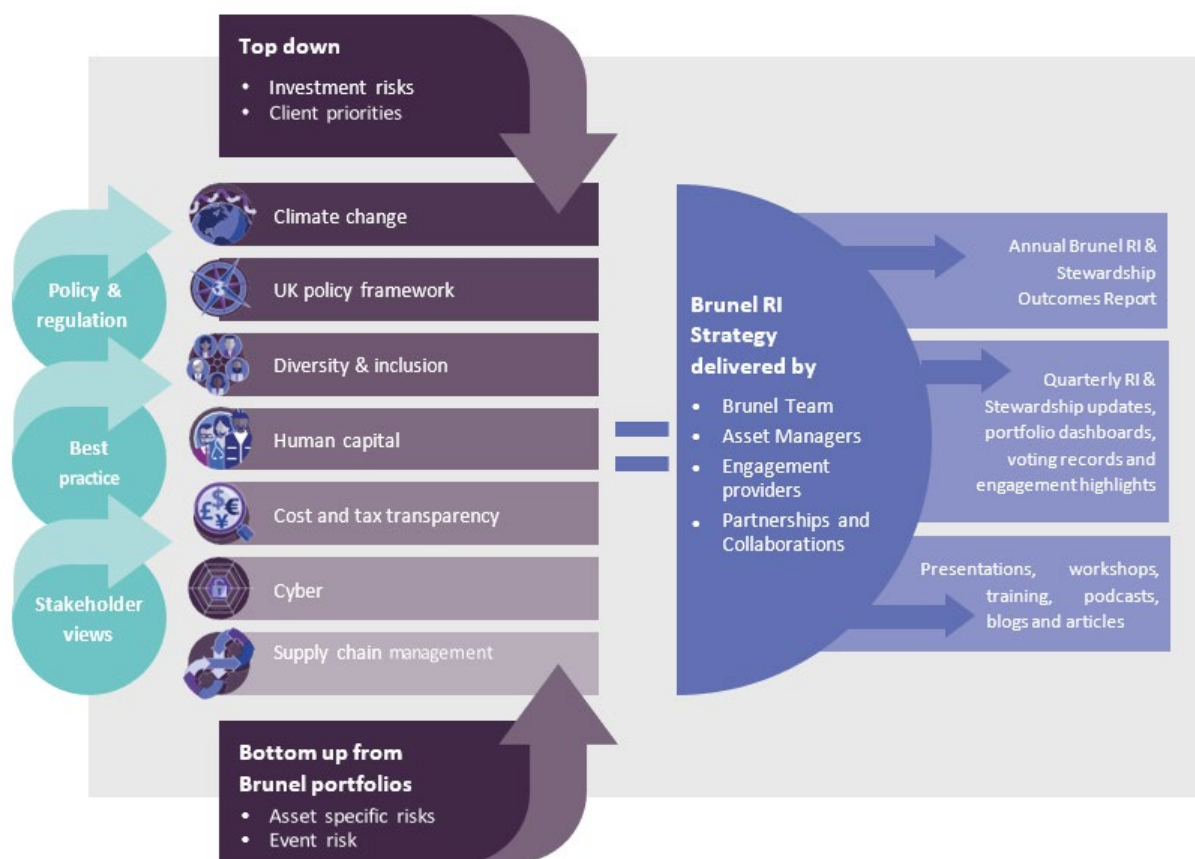 Top down
• Investment risks
• Client priorities
Policy &
regulation
Best
practice
Stakeholder
views
Climate change
UK policy framework
Diversity & inclusion
Human capital
Cost and tax transparency
$
£ €
¥
Cyber
Supply chain management
Bottom up from
Brunel portfolios
• Asset specific risks
• Event risk
Brunel RI
Strategy
delivered by
• Brunel Team
• Asset Managers
• Engagement
providers
• Partnerships and
Collaborations
Annual Brunel RI &
Stewardship
Outcomes Report
Quarterly RI &
Stewardship updates,
portfolio dashboards,
voting records and
engagement highlights
Presentations, workshops,
training, podcasts,
blogs and articles